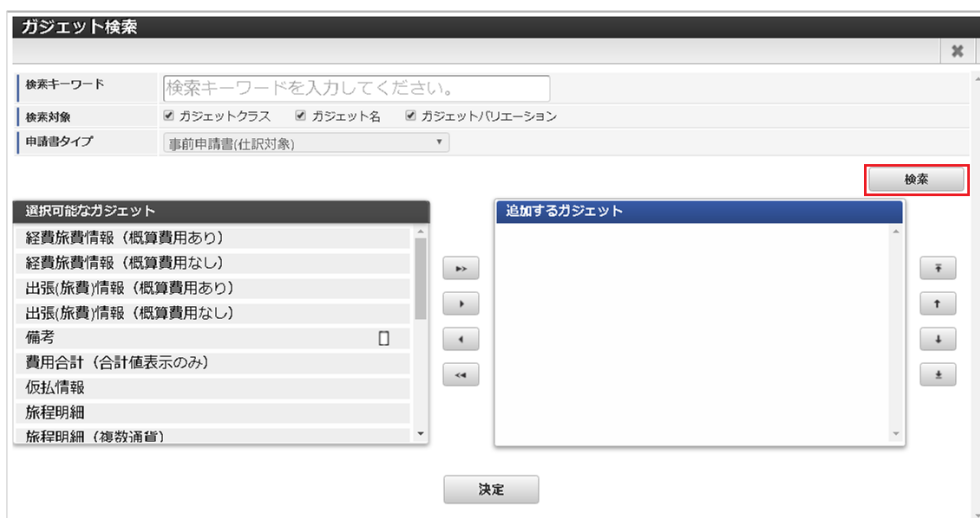 ガジェット検索
検索キーワード
検索キーワードを入力してください。
検索対象
ガジェットクラス ガジェット名 ガジェットバリエーション
申請書タイプ
事前申請書(仕訳対象)
検索
選択可能なガジェット
経費旅費情報（概算費用あり）
経費旅費情報（概算費用なし）
出張(旅費)情報（概算費用あり）
出張(旅費)情報（概算費用なし）
備考
費用合計（合計値表示のみ）
仮払情報
旅程明細
旅程明細（複数通貨）
追加するガジェット
決定